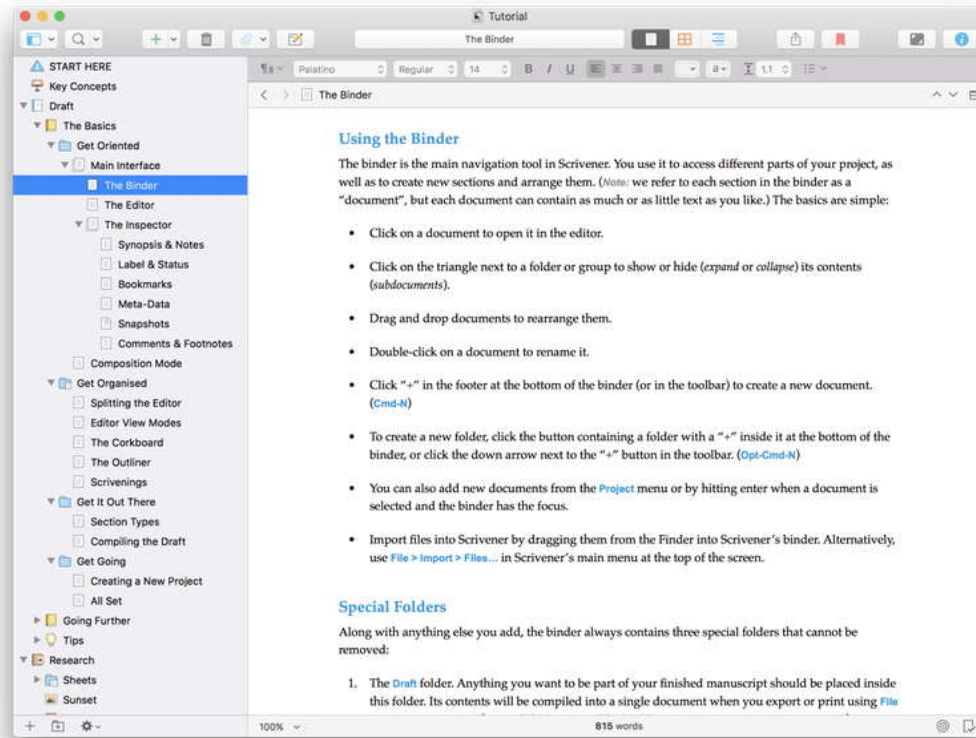 Tutorial
The Binder
START HERE
Key Concepts
Draft
The Basics
Get Oriented
Main Interface
The Binder
The Editor
The Inspector
Synopsis & Notes
Label & Status
Bookmarks
Meta-Data
Snapshots
Comments & Footnotes
Composition Mode
Get Organised
Splitting the Editor
Editor View Modes
The Corkboard
The Outliner
Scrivenings
Get It Out There
Section Types
Compiling the Draft
Get Going
Creating a New Project
All Set
Going Further
Tips
Research
Sheets
Sunset
Palatino Regular 14 B I U a 1.1
The Binder
Using the Binder
The binder is the main navigation tool in Scrivener. You use it to access different parts of your project, as
well as to create new sections and arrange them. (Note: we refer to each section in the binder as a
“document”, but each document can contain as much or as little text as you like.) The basics are simple:
• Click on a document to open it in the editor.
• Click on the triangle next to a folder or group to show or hide (expand or collapse) its contents
(subdocuments).
• Drag and drop documents to rearrange them.
• Double-click on a document to rename it.
• Click “+” in the footer at the bottom of the binder (or in the toolbar) to create a new document.
(Cmd-N)
• To create a new folder, click the button containing a folder with a “+” inside it at the bottom of the
binder, or click the down arrow next to the “+” button in the toolbar. (Opt-Cmd-N)
• You can also add new documents from the Project menu or by hitting enter when a document is
selected and the binder has the focus.
• Import files into Scrivener by dragging them from the Finder into Scrivener’s binder. Alternatively,
use File > Import > Files... in Scrivener’s main menu at the top of the screen.
Special Folders
Along with anything else you add, the binder always contains three special folders that cannot be
removed:
1. The Draft folder. Anything you want to be part of your finished manuscript should be placed inside
this folder. Its contents will be compiled into a single document when you export or print using File
100%
815 words